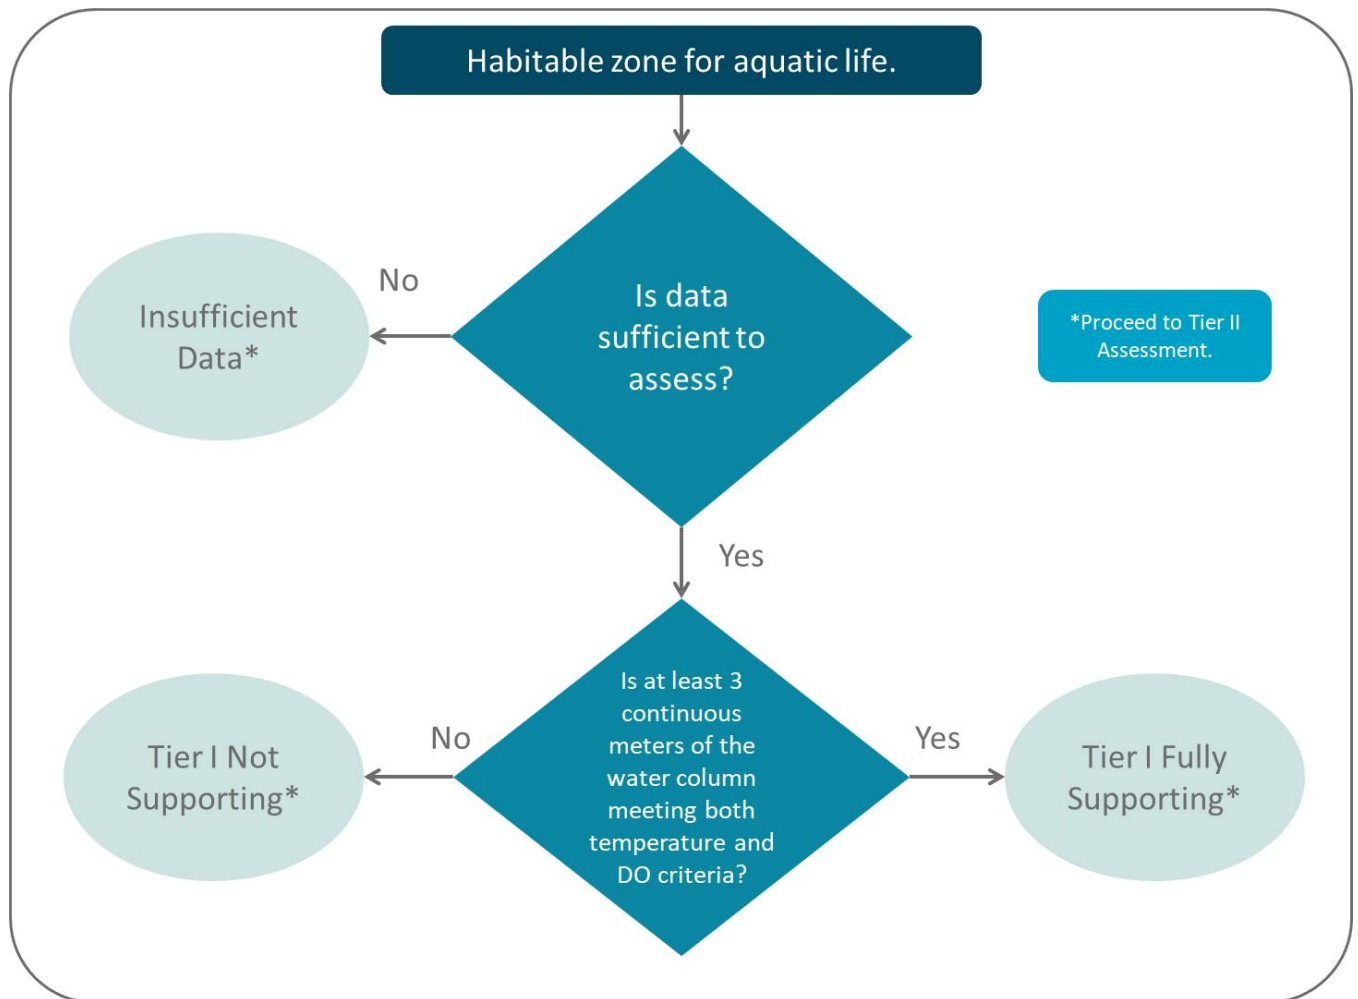 Habitable zone for aquatic life.
No
Insufficient
Data*
Is data
sufficient to
assess?
*Proceed to Tier II
Assessment.
Yes
Is at least 3
continuous
meters of the
water column
meeting both
temperature and
DO criteria?
No
Yes
Tier I Not
Supporting*
Tier I Fully
Supporting*